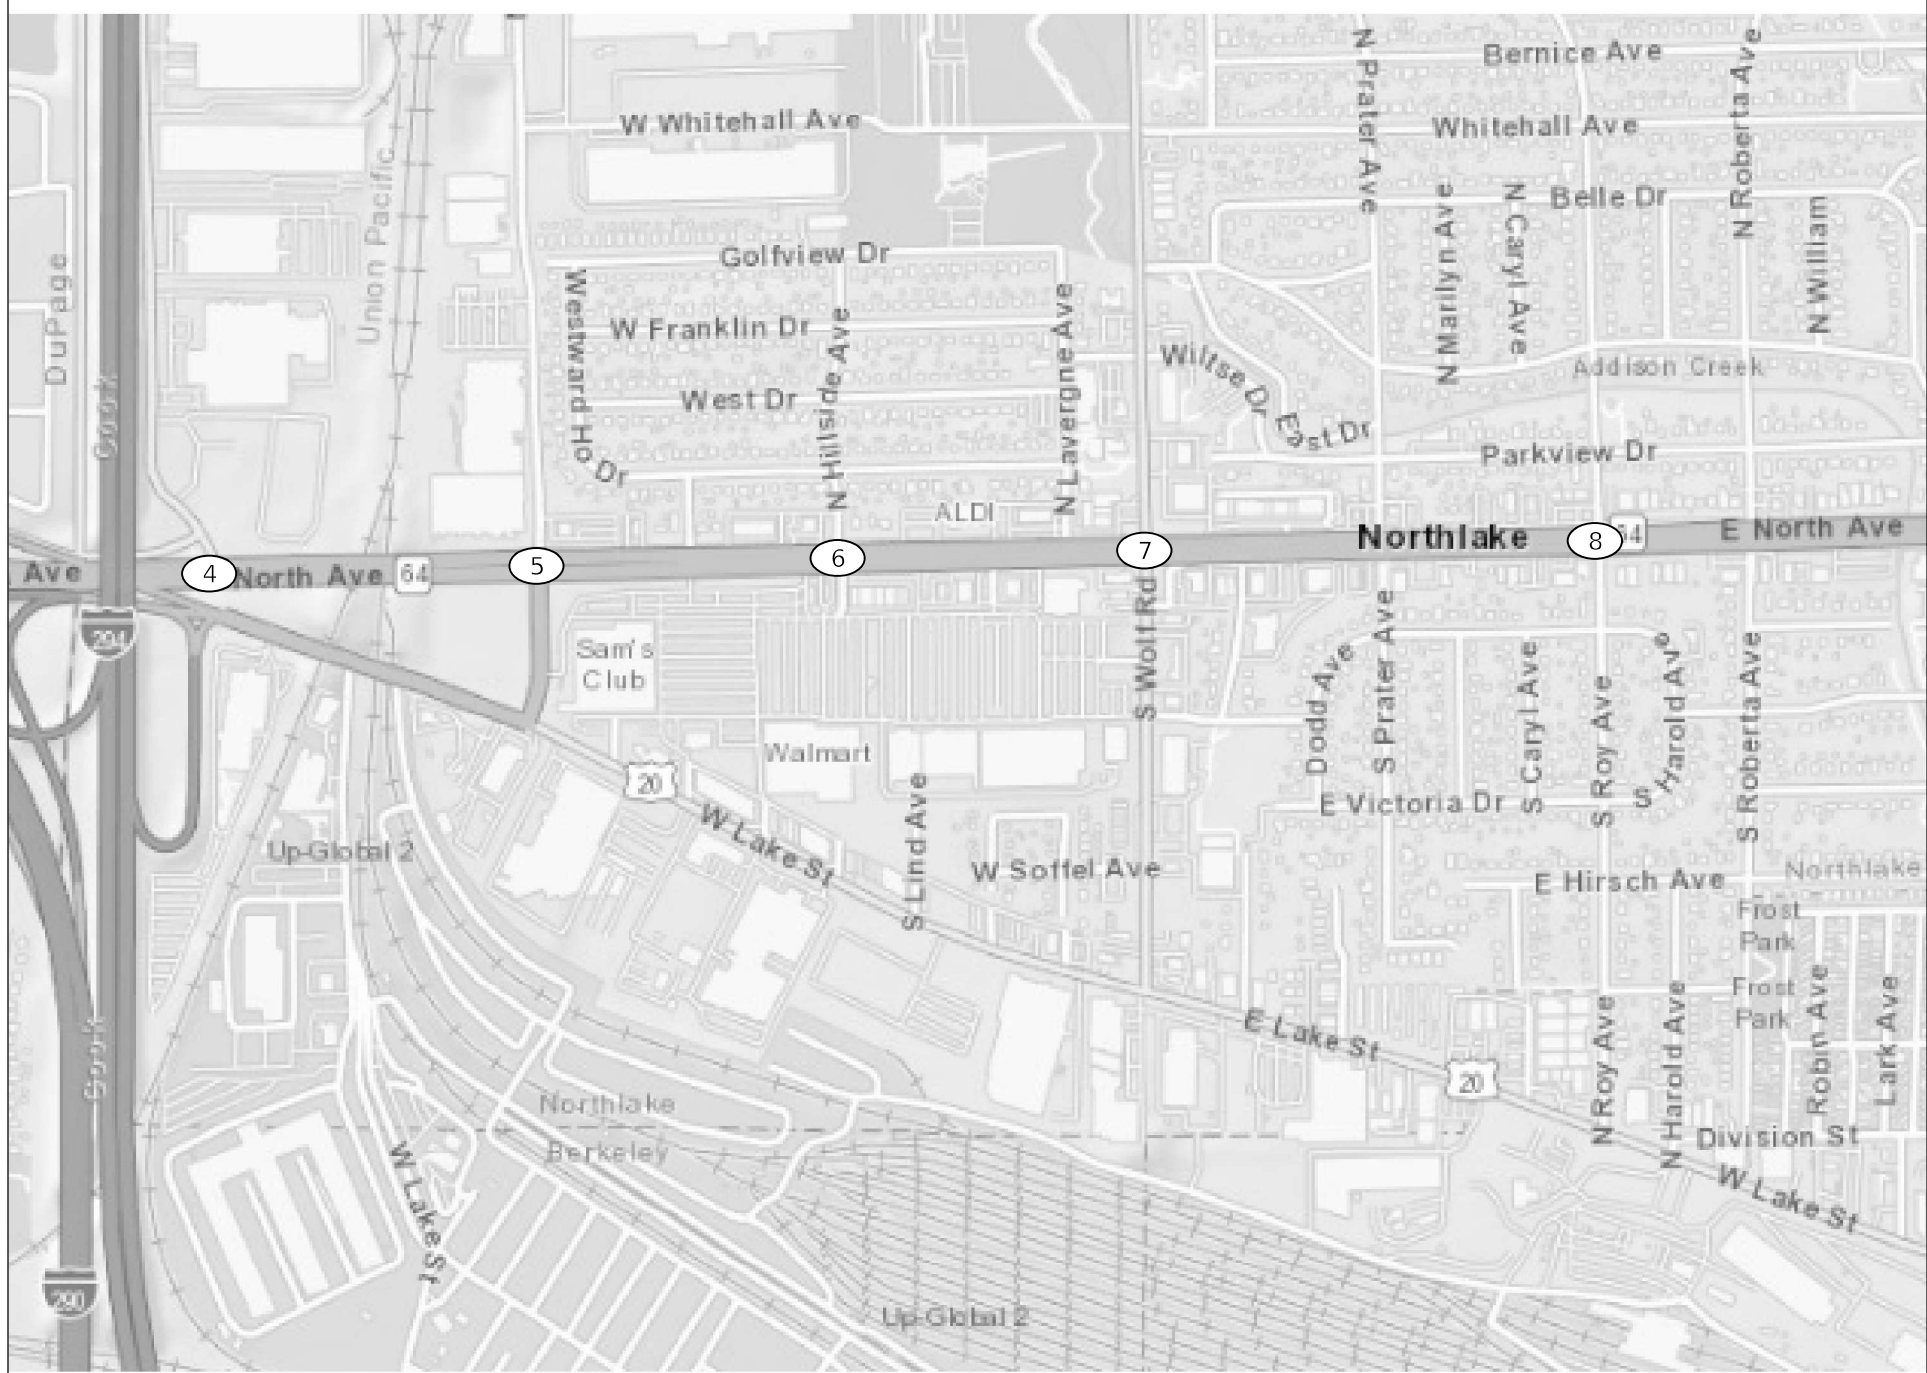 Bernice Ave
N Prater Ave
N Roberta Ave
W Whitehall Ave
Whitehall Ave
Union Pacific
Belle Dr
N Marilyn Ave
N Caryl Ave
N William
DuPage
Golfview Dr
Westward Ho Dr
W Franklin Dr
N Hillside Ave
N Lavergne Ave
Wiltse Dr
East Dr
Addison Creek
West Dr
Cook
Parkview Dr
ALDI
Northlake
8
64
E North Ave
7
6
5
4
Ave
North Ave
64
294
Sam's
Club
S Wolf Rd
Dodd Ave
S Prater Ave
S Caryl Ave
S Roy Ave
S Harold Ave
S Roberta Ave
Walmart
20
W Lake St
S Lind Ave
E Victoria Dr
Up-Global 2
W Soffel Ave
E Hirsch Ave
Northlake
Frost
Park
Frost
Park
Robin Ave
Lark Ave
N Roy Ave
N Harold Ave
E Lake St
20
Cook
Northlake
Berkeley
Division St
W Lake St
W Lake St
290
Up-Global 2